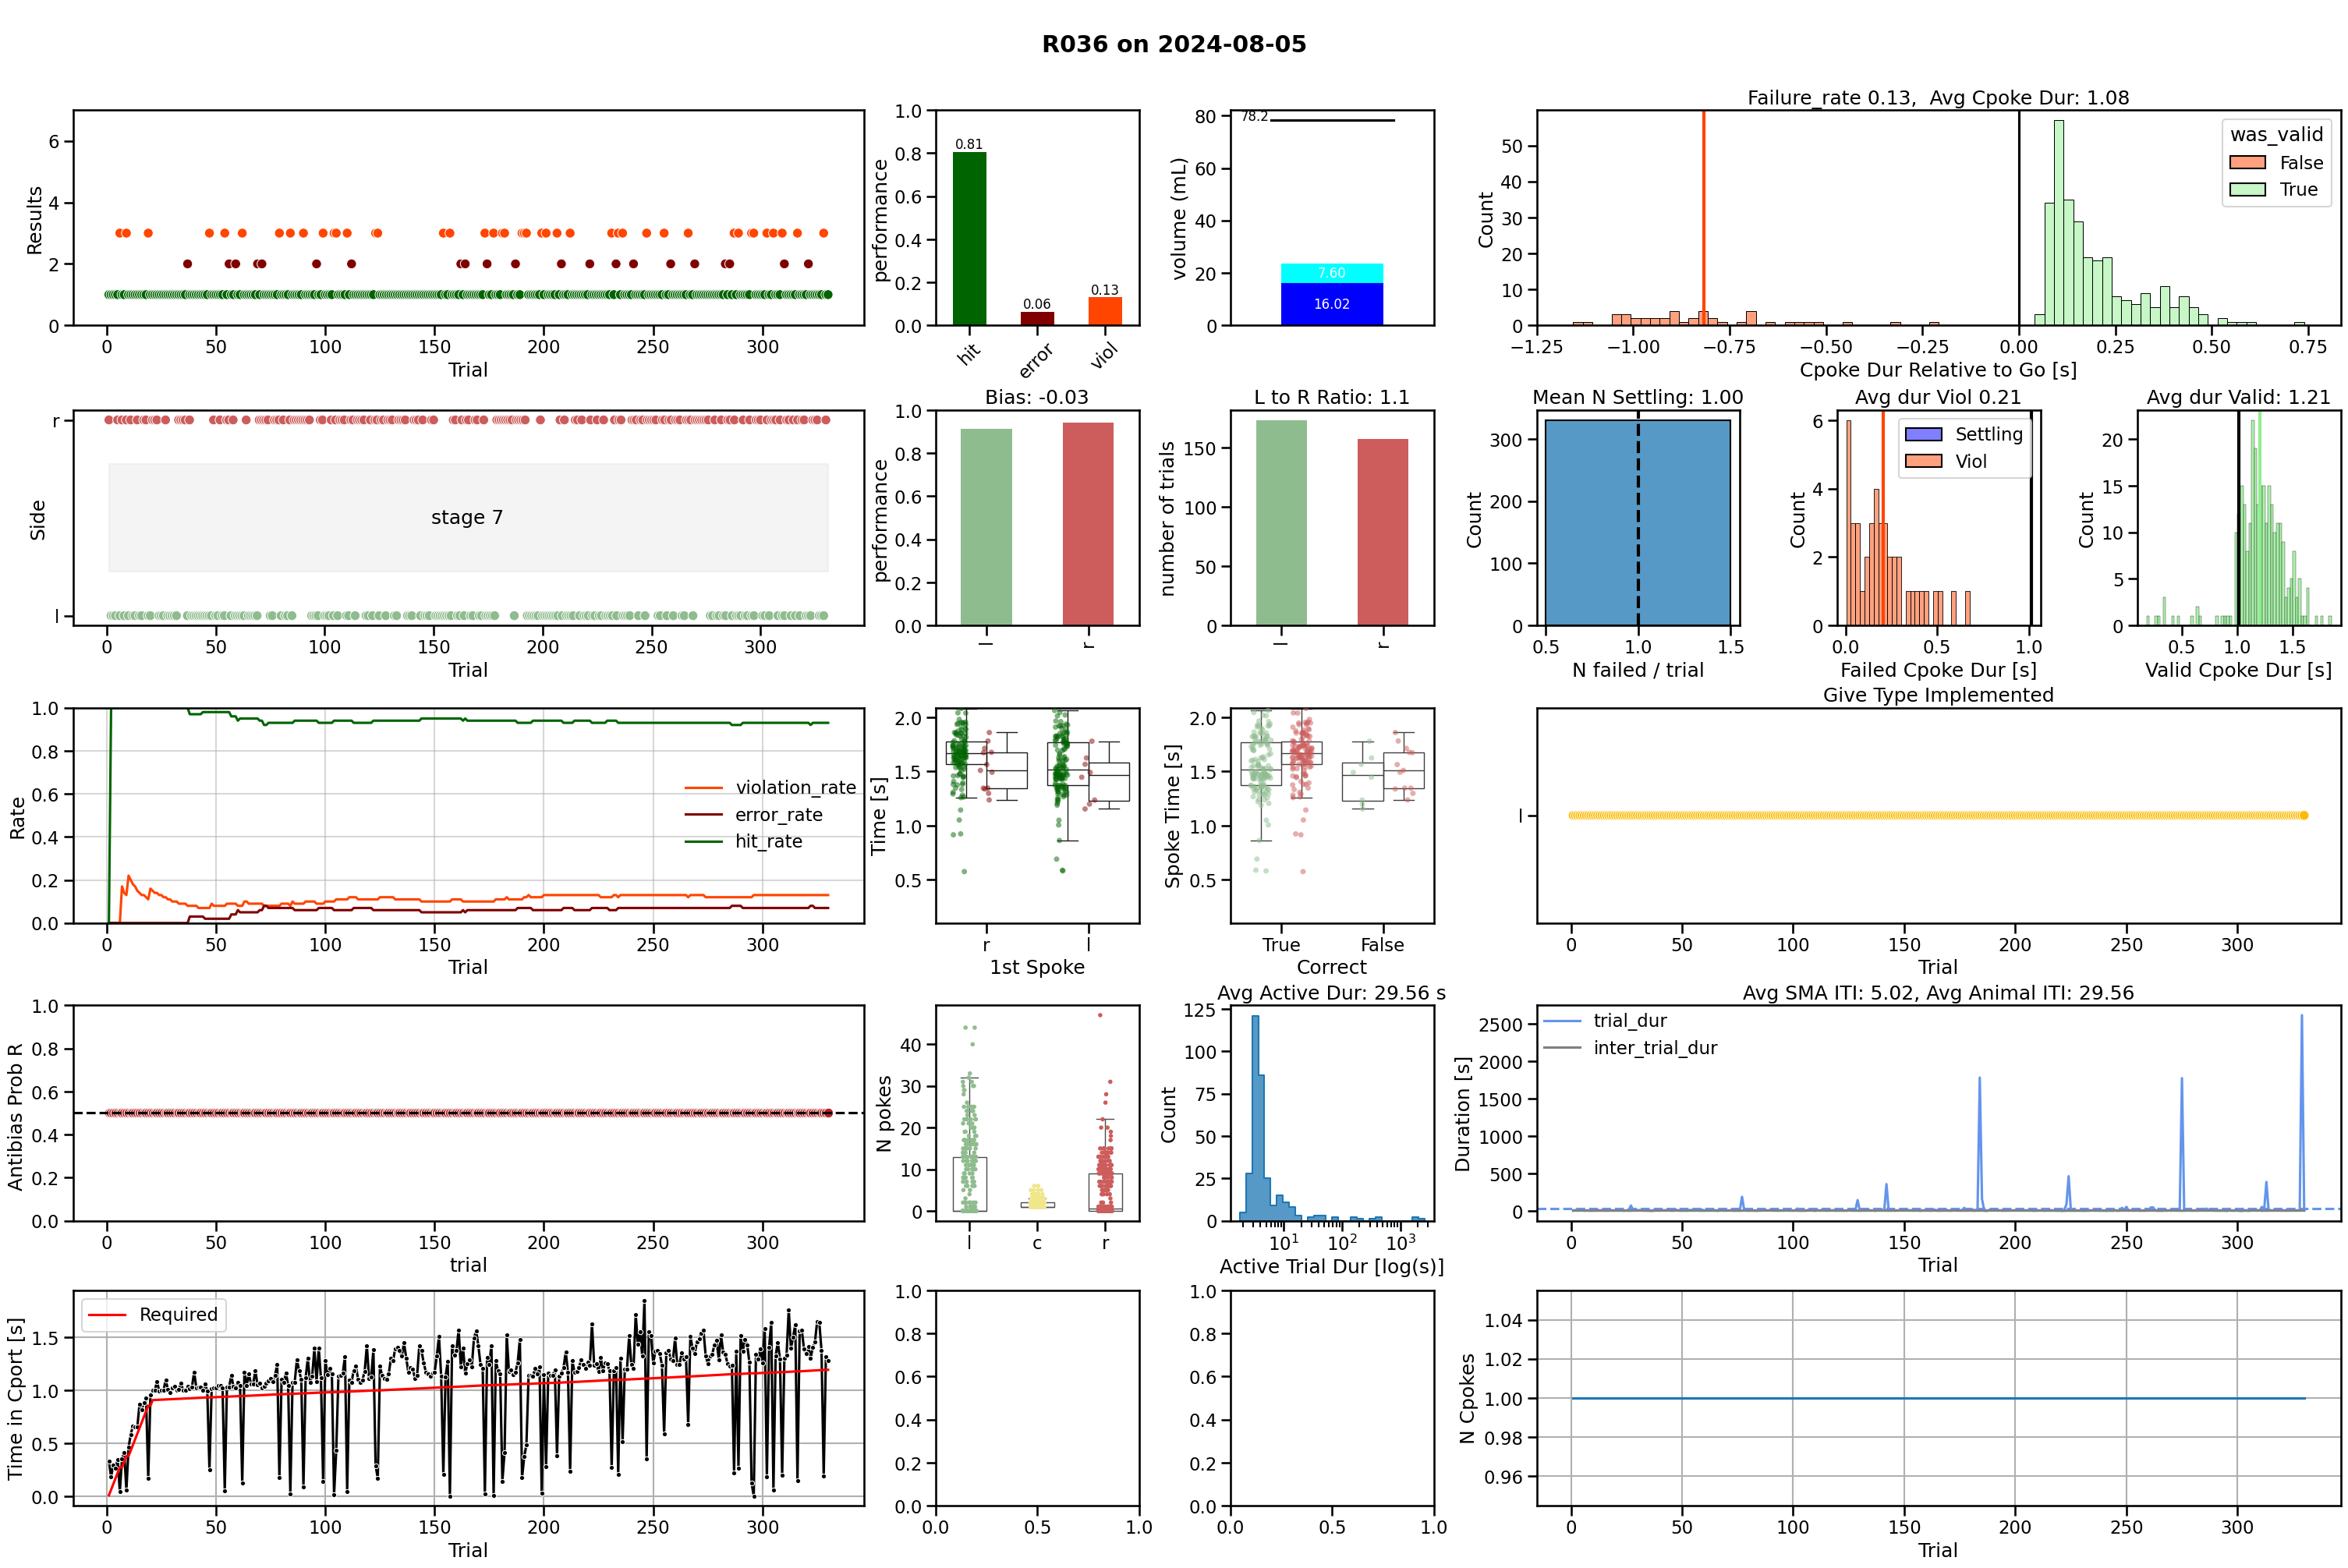 R036 on 2024-08-05
Results
0
2
4
6
0 50 100 150 200 250 300
Trial
performance
0.0
0.2
0.4
0.6
0.8
1.0
0.81
0.06
0.13
hit
error
viol
volume (mL)
0
20
40
60
80
78.2
7.60
16.02
Failure_rate 0.13,  Avg Cpoke Dur: 1.08
Count
0
10
20
30
40
50
was_valid
False
True
−1.25 −1.00 −0.75 −0.50 −0.25 0.00 0.25 0.50 0.75
Cpoke Dur Relative to Go [s]
Side
r
l
stage 7
0 50 100 150 200 250 300
Trial
Bias: -0.03
performance
0.0
0.2
0.4
0.6
0.8
1.0
l
r
L to R Ratio: 1.1
number of trials
0
50
100
150
l
r
Mean N Settling: 1.00
Count
0
100
200
300
0.5 1.0 1.5
N failed / trial
Avg dur Viol 0.21
Count
0
2
4
6
Settling
Viol
0.0 0.5 1.0
Failed Cpoke Dur [s]
Avg dur Valid: 1.21
Count
0
5
10
15
20
0.5 1.0 1.5
Valid Cpoke Dur [s]
Rate
0.0
0.2
0.4
0.6
0.8
1.0
violation_rate
error_rate
hit_rate
0 50 100 150 200 250 300
Trial
Time [s]
0.5
1.0
1.5
2.0
r l
1st Spoke
Spoke Time [s]
0.5
1.0
1.5
2.0
True False
Correct
Give Type Implemented
l
0 50 100 150 200 250 300
Trial
Antibias Prob R
0.0
0.2
0.4
0.6
0.8
1.0
0 50 100 150 200 250 300
trial
N pokes
0
10
20
30
40
l c r
Avg Active Dur: 29.56 s
Count
0
25
50
75
100
125
10¹ 10² 10³
Active Trial Dur [log(s)]
Avg SMA ITI: 5.02, Avg Animal ITI: 29.56
Duration [s]
0
500
1000
1500
2000
2500
trial_dur
inter_trial_dur
0 50 100 150 200 250 300
Trial
Time in Cport [s]
0.0
0.5
1.0
1.5
Required
0 50 100 150 200 250 300
Trial
0.0
0.2
0.4
0.6
0.8
1.0
0.0 0.5 1.0
0.0
0.2
0.4
0.6
0.8
1.0
0.0 0.5 1.0
N Cpokes
0.96
0.98
1.00
1.02
1.04
0 50 100 150 200 250 300
Trial